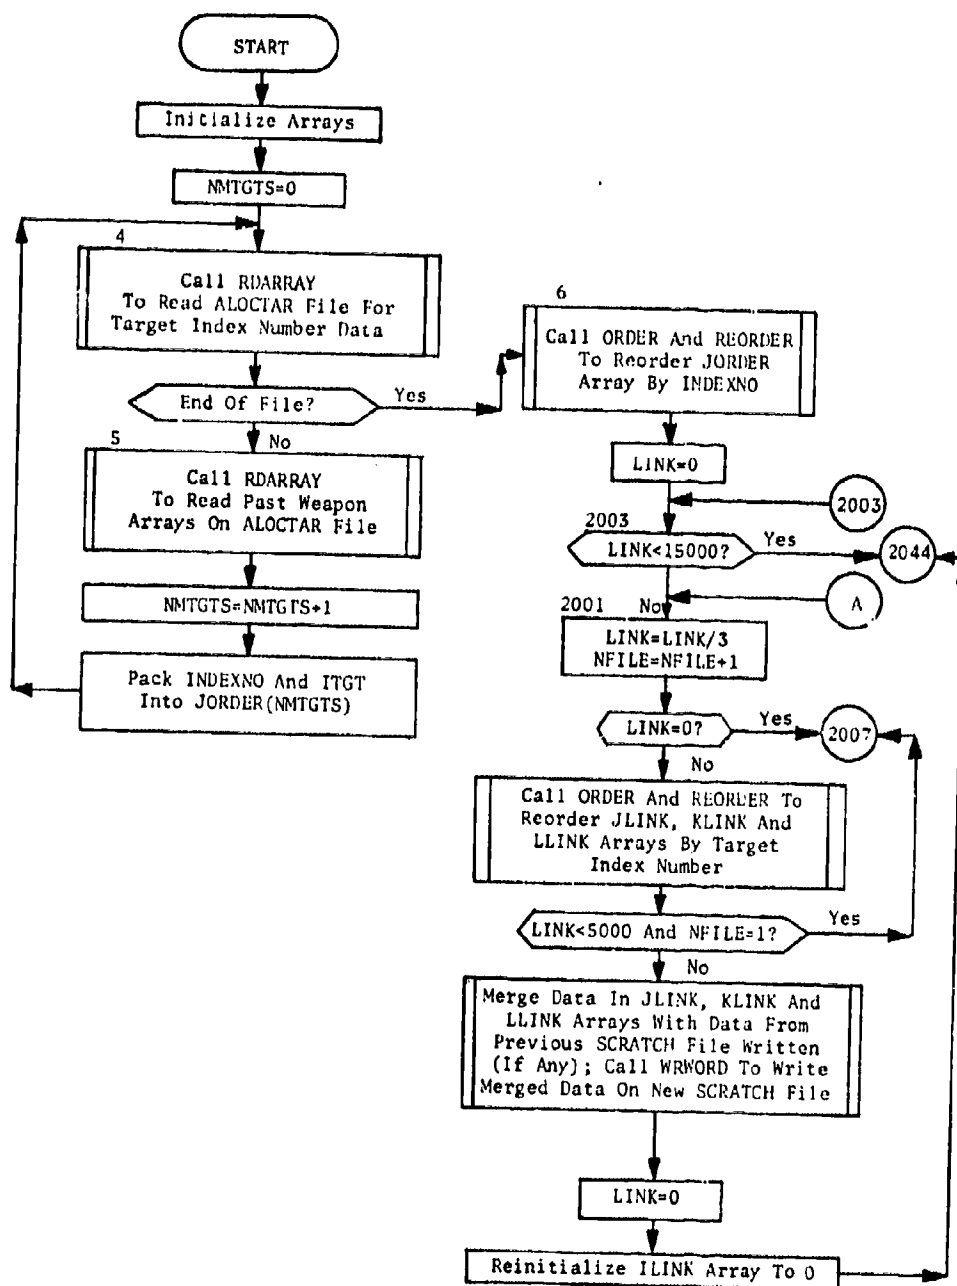 START
Initialize Arrays
NMTGTS=0
4
Call RDARRAY
To Read ALOCTAR File For
Target Index Number Data
End Of File?
Yes
No
5
Call RDARRAY
To Read Past Weapon
Arrays On ALOCTAR File
NMTGTS=NMTGTS+1
Pack INDEXNO And ITGT
Into JORDER(NMTGTS)
6
Call ORDER And REORDER
To Reorder JORDER
Array By INDEXNO
LINK=0
2003
2003
LINK<15000?
Yes
2044
No
A
2001
LINK=LINK/3
NFILE=NFILE+1
LINK=0?
Yes
2007
No
Call ORDER And REORDER To
Reorder JLINK, KLINK And
LLINK Arrays By Target
Index Number
LINK<5000 And NFILE=1?
Yes
No
Merge Data In JLINK, KLINK And
LLINK Arrays With Data From
Previous SCRATCH File Written
(If Any); Call WRWORD To Write
Merged Data On New SCRATCH File
LINK=0
Reinitialize ILINK Array To 0